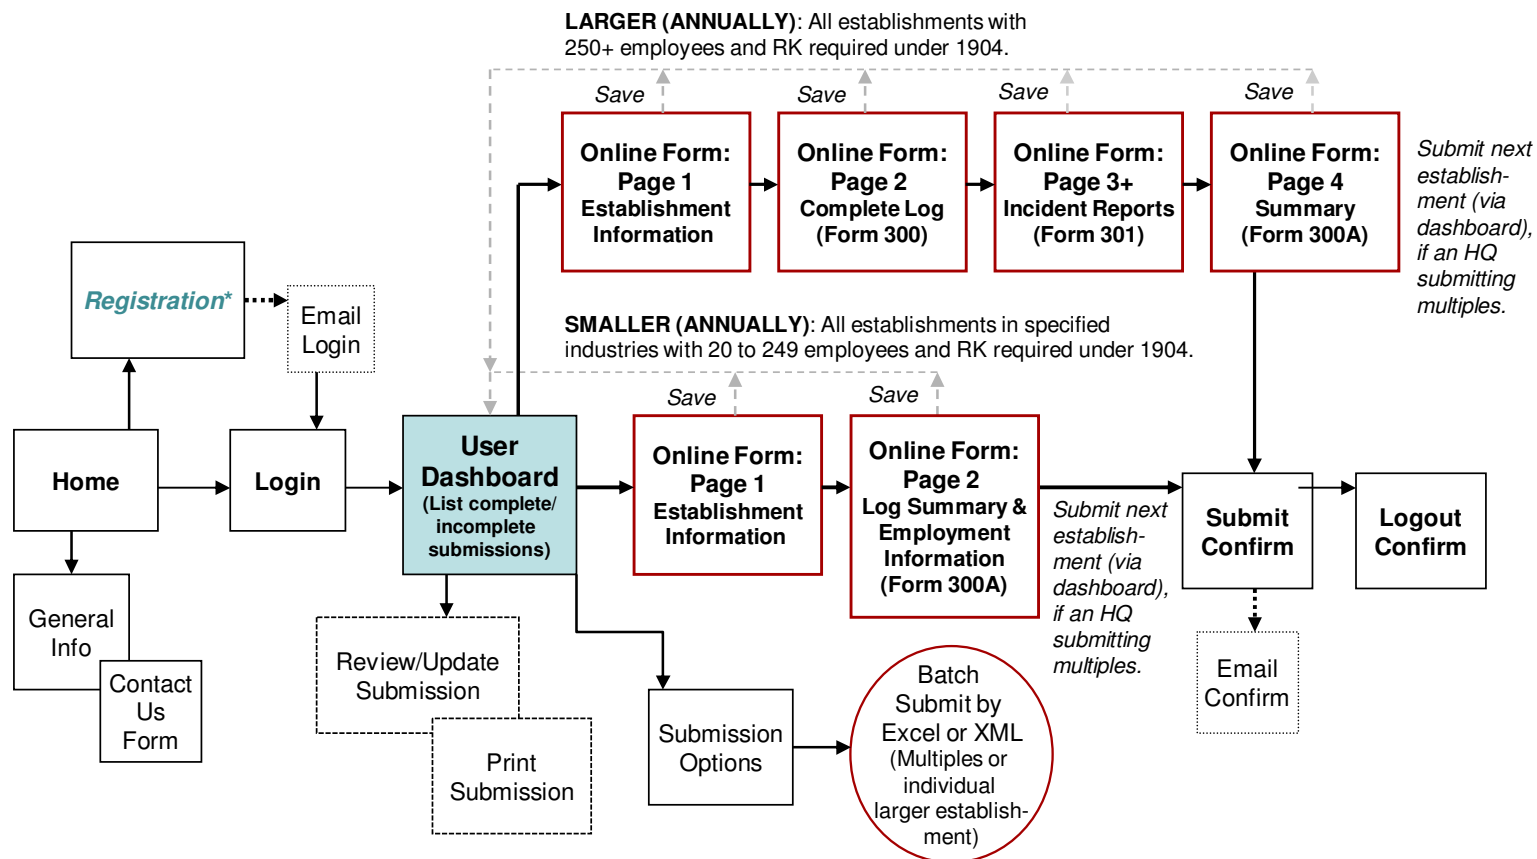 LARGER (ANNUALLY): All establishments with
250+ employees and RK required under 1904.
Save
Save
Save
Save
Online Form:
Page 1
Establishment
Information
Online Form:
Page 2
Complete Log
(Form 300)
Online Form:
Page 3+
Incident Reports
(Form 301)
Online Form:
Page 4
Summary
(Form 300A)
Submit next
establish-
ment (via
dashboard),
if an HQ
submitting
multiples.
Registration*
Email
Login
SMALLER (ANNUALLY): All establishments in specified
industries with 20 to 249 employees and RK required under 1904.
Save
Save
Home
Login
User
Dashboard
(List complete/
incomplete
submissions)
Online Form:
Page 1
Establishment
Information
Online Form:
Page 2
Log Summary &
Employment
Information
(Form 300A)
Submit next
establish-
ment (via
dashboard),
if an HQ
submitting
multiples.
Submit
Confirm
Logout
Confirm
General
Info
Contact
Us
Form
Review/Update
Submission
Print
Submission
Submission
Options
Batch
Submit by
Excel or XML
(Multiples or
individual
larger establish-
ment)
Email
Confirm